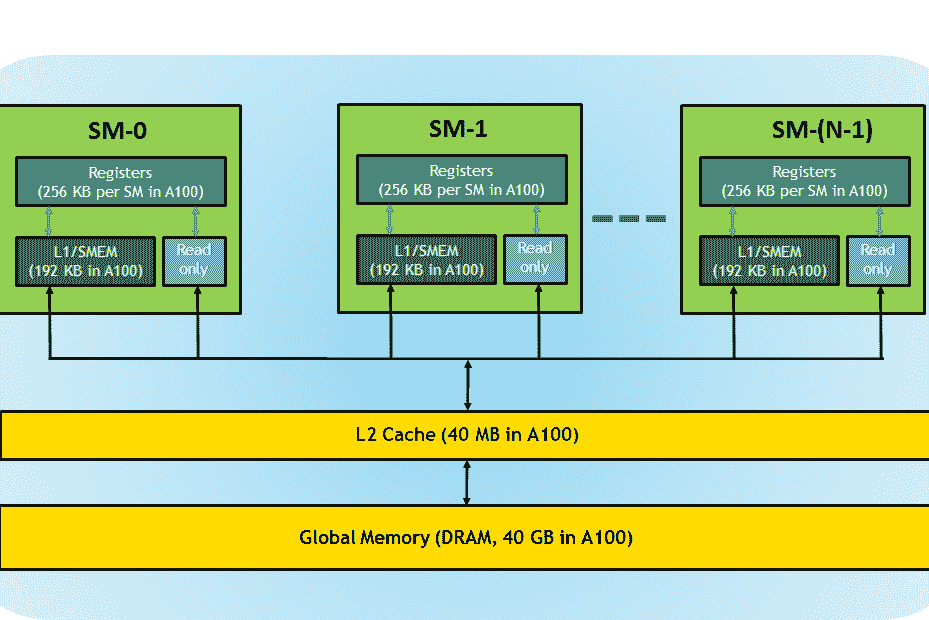 SM-0
Registers
(256 KB per SM in A100)
L1/SMEM
(192 KB in A100)
Read
only
SM-1
Registers
(256 KB per SM in A100)
L1/SMEM
(192 KB in A100)
Read
only
SM-(N-1)
Registers
(256 KB per SM in A100)
L1/SMEM
(192 KB in A100)
Read
only
L2 Cache (40 MB in A100)
Global Memory (DRAM, 40 GB in A100)